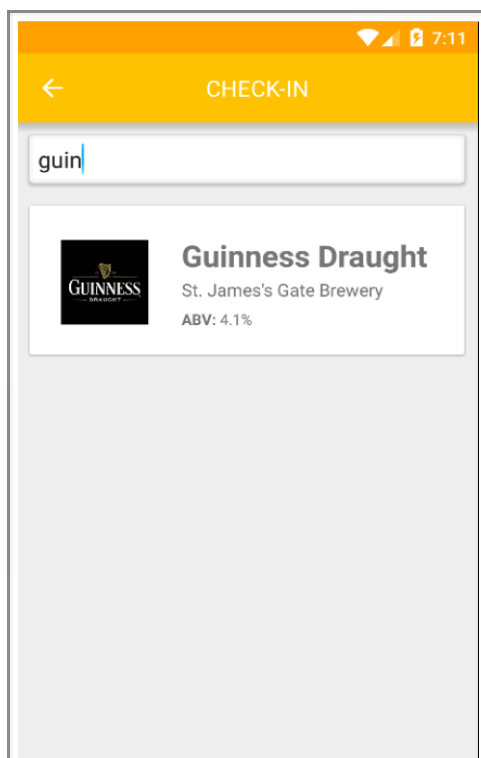 7:11
CHECK-IN
guin
GUINNESS
DRAUGHT
Guinness Draught
St. James's Gate Brewery
ABV: 4.1%